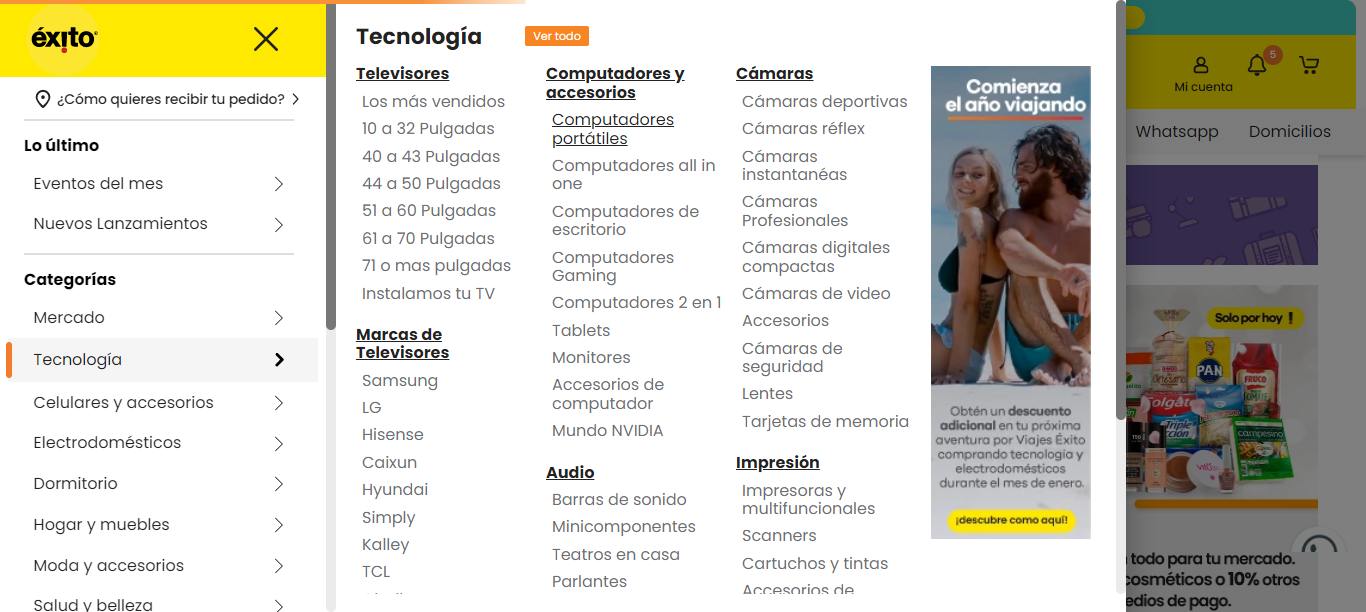 éxito
¿Cómo quieres recibir tu pedido?
Lo último
Eventos del mes
Nuevos Lanzamientos
Categorías
Mercado
Tecnología
Celulares y accesorios
Electrodomésticos
Dormitorio
Hogar y muebles
Moda y accesorios
Salud y belleza
Tecnología
Ver todo
Televisores
Los más vendidos
10 a 32 Pulgadas
40 a 43 Pulgadas
44 a 50 Pulgadas
51 a 60 Pulgadas
61 a 70 Pulgadas
71 o mas pulgadas
Instalamos tu TV
Marcas de
Televisores
Samsung
LG
Hisense
Caixun
Hyundai
Simply
Kalley
TCL
Computadores y
accesorios
Computadores
portátiles
Computadores all in
one
Computadores de
escritorio
Computadores
Gaming
Computadores 2 en 1
Tablets
Monitores
Accesorios de
computador
Mundo NVIDIA
Audio
Barras de sonido
Minicomponentes
Teatros en casa
Parlantes
Cámaras
Cámaras deportivas
Cámaras réflex
Cámaras
instantanéas
Cámaras
Profesionales
Cámaras digitales
compactas
Cámaras de video
Accesorios
Cámaras de
seguridad
Lentes
Tarjetas de memoria
Impresión
Impresoras y
multifuncionales
Scanners
Cartuchos y tintas
Accesorios de
Comienza
el año viajando
Obtén un descuento
adicional en tu próxima
aventura por Viajes Éxito
comprando tecnología y
electrodomésticos
durante el mes de enero.
¡descubre como aquí!
Mi cuenta
5
Whatsapp
Domicilios
Solo por hoy !
PAN
FRUCO
Colgate
Triple
campesino
todo para tu mercado.
cosméticos o 10% otros
edios de pago.